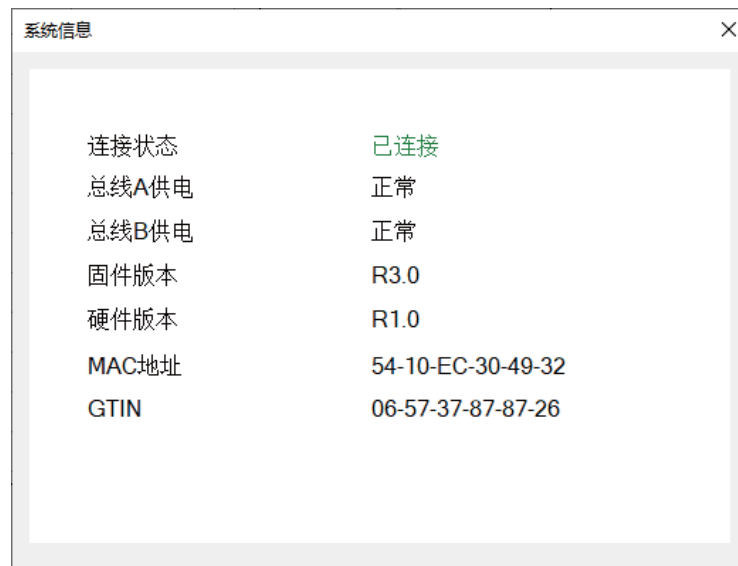 系统信息
连接状态 已连接
总线A供电 正常
总线B供电 正常
固件版本 R3.0
硬件版本 R1.0
MAC地址 54-10-EC-30-49-32
GTIN 06-57-37-87-87-26